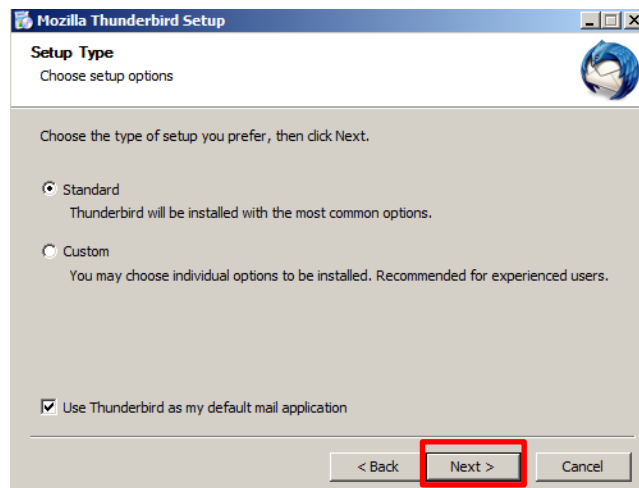 Mozilla Thunderbird Setup
Setup Type
Choose setup options
Choose the type of setup you prefer, then click Next.
Standard
Thunderbird will be installed with the most common options.
Custom
You may choose individual options to be installed. Recommended for experienced users.
Use Thunderbird as my default mail application
< Back Next > Cancel